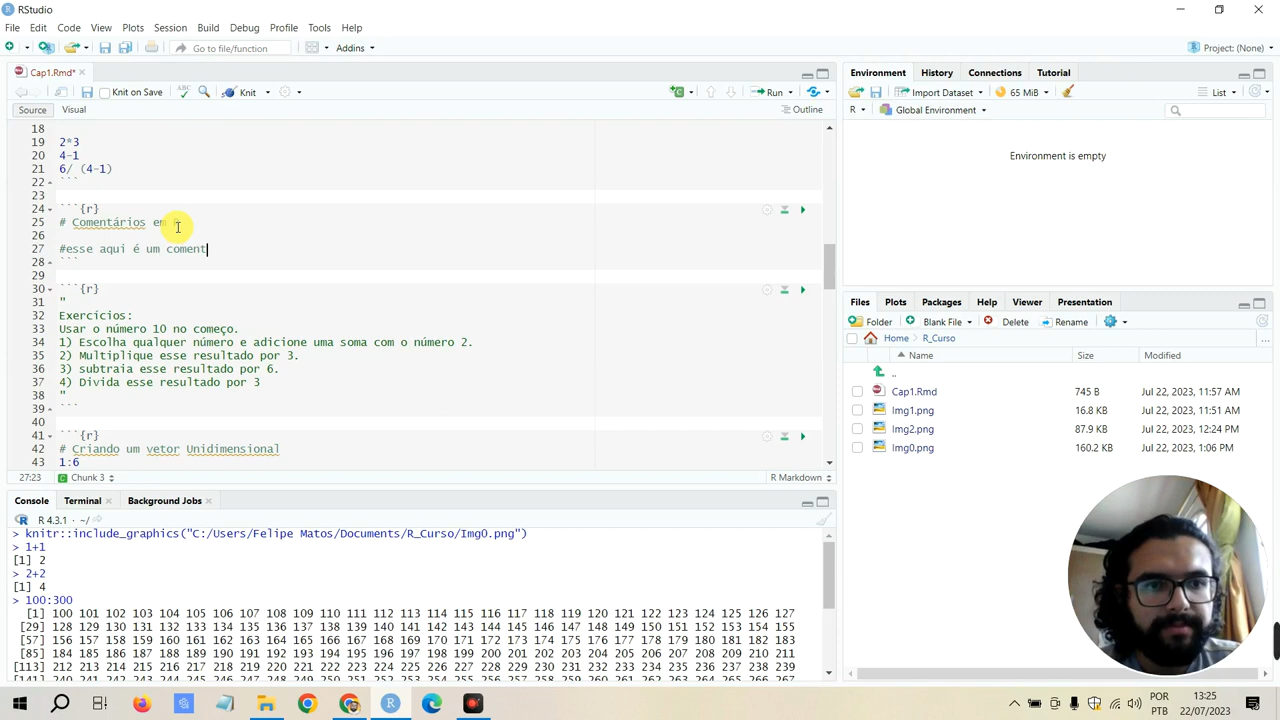 RStudio
File Edit Code View Plots Session Build Debug Profile Tools Help
Go to file/function
Addins
Project: (None)
Cap1.Rmd*
Knit on Save
Knit
Run
Source Visual
Outline
18
19 2*3
20 4-1
21 6/ (4-1)
22 ```
23
24 ```{r}
25 # Comentários em
26
27 #esse aqui é um coment
28 ```
29
30 ```{r}
31 "
32 Exercícios:
33 Usar o número 10 no começo.
34 1) Escolha qualquer número e adicione uma soma com o número 2.
35 2) Multiplique esse resultado por 3.
36 3) subtraia esse resultado por 6.
37 4) Divida esse resultado por 3
38 "
39 ```
40
41 ```{r}
42 # Criando um vetor Unidimensional
43 1:6
27:23 Chunk 3 R Markdown
Console Terminal Background Jobs
R 4.3.1 · ~/
> knitr::include_graphics("C:/Users/Felipe Matos/Documents/R_Curso/Img0.png")
> 1+1
[1] 2
> 2+2
[1] 4
> 100:300
[1] 100 101 102 103 104 105 106 107 108 109 110 111 112 113 114 115 116 117 118 119 120 121 122 123 124 125 126 127
[29] 128 129 130 131 132 133 134 135 136 137 138 139 140 141 142 143 144 145 146 147 148 149 150 151 152 153 154 155
[57] 156 157 158 159 160 161 162 163 164 165 166 167 168 169 170 171 172 173 174 175 176 177 178 179 180 181 182 183
[85] 184 185 186 187 188 189 190 191 192 193 194 195 196 197 198 199 200 201 202 203 204 205 206 207 208 209 210 211
[113] 212 213 214 215 216 217 218 219 220 221 222 223 224 225 226 227 228 229 230 231 232 233 234 235 236 237 238 239
Environment History Connections Tutorial
Import Dataset
65 MiB
List
R
Global Environment
Environment is empty
Files Plots Packages Help Viewer Presentation
Folder Blank File Delete Rename
Home R_Curso
Name Size Modified
..
Cap1.Rmd 745 B Jul 22, 2023, 11:57 AM
Img1.png 16.8 KB Jul 22, 2023, 11:51 AM
Img2.png 87.9 KB Jul 22, 2023, 12:24 PM
Img0.png 160.2 KB Jul 22, 2023, 1:06 PM
POR
PTB
13:25
22/07/2023